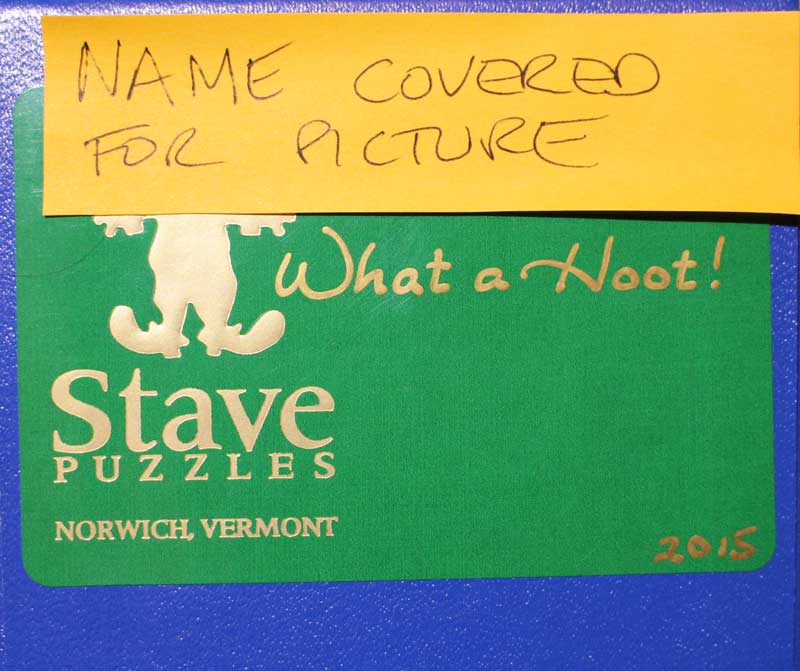 NAME COVERED
FOR PICTURE
What a Hoot!
Stave
PUZZLES
NORWICH, VERMONT
2015